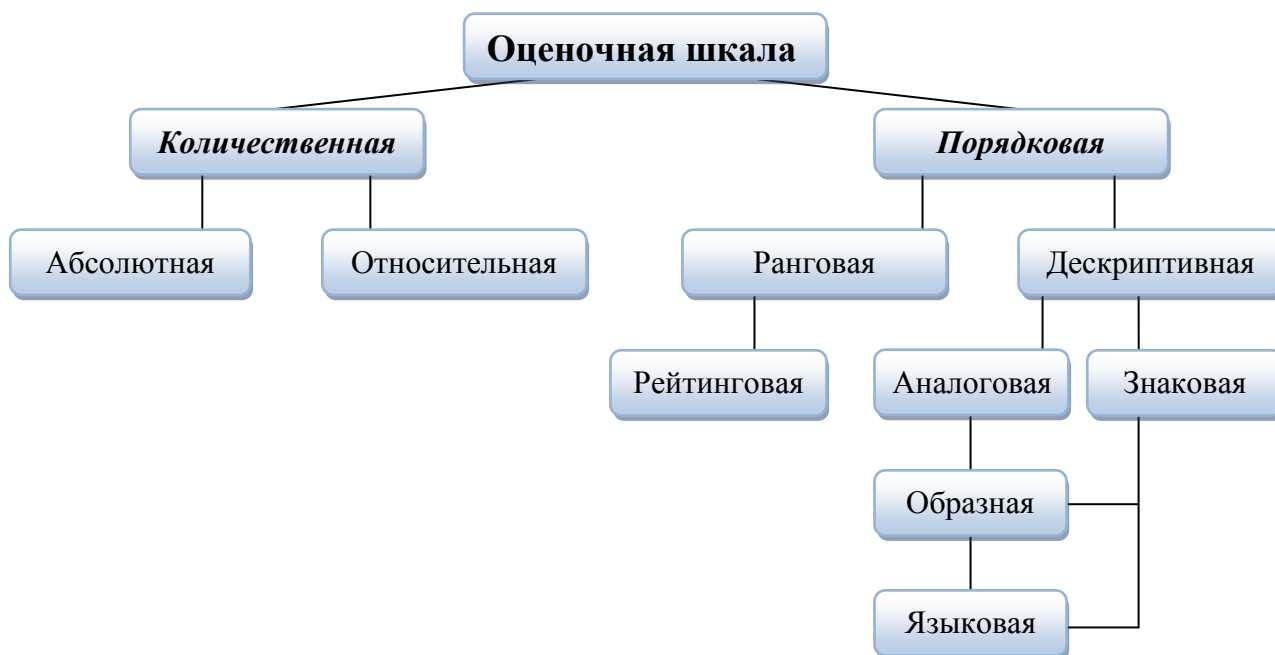 Оценочная шкала
Количественная
Порядковая
Абсолютная
Относительная
Ранговая
Дескриптивная
Рейтинговая
Аналоговая
Знаковая
Образная
Языковая